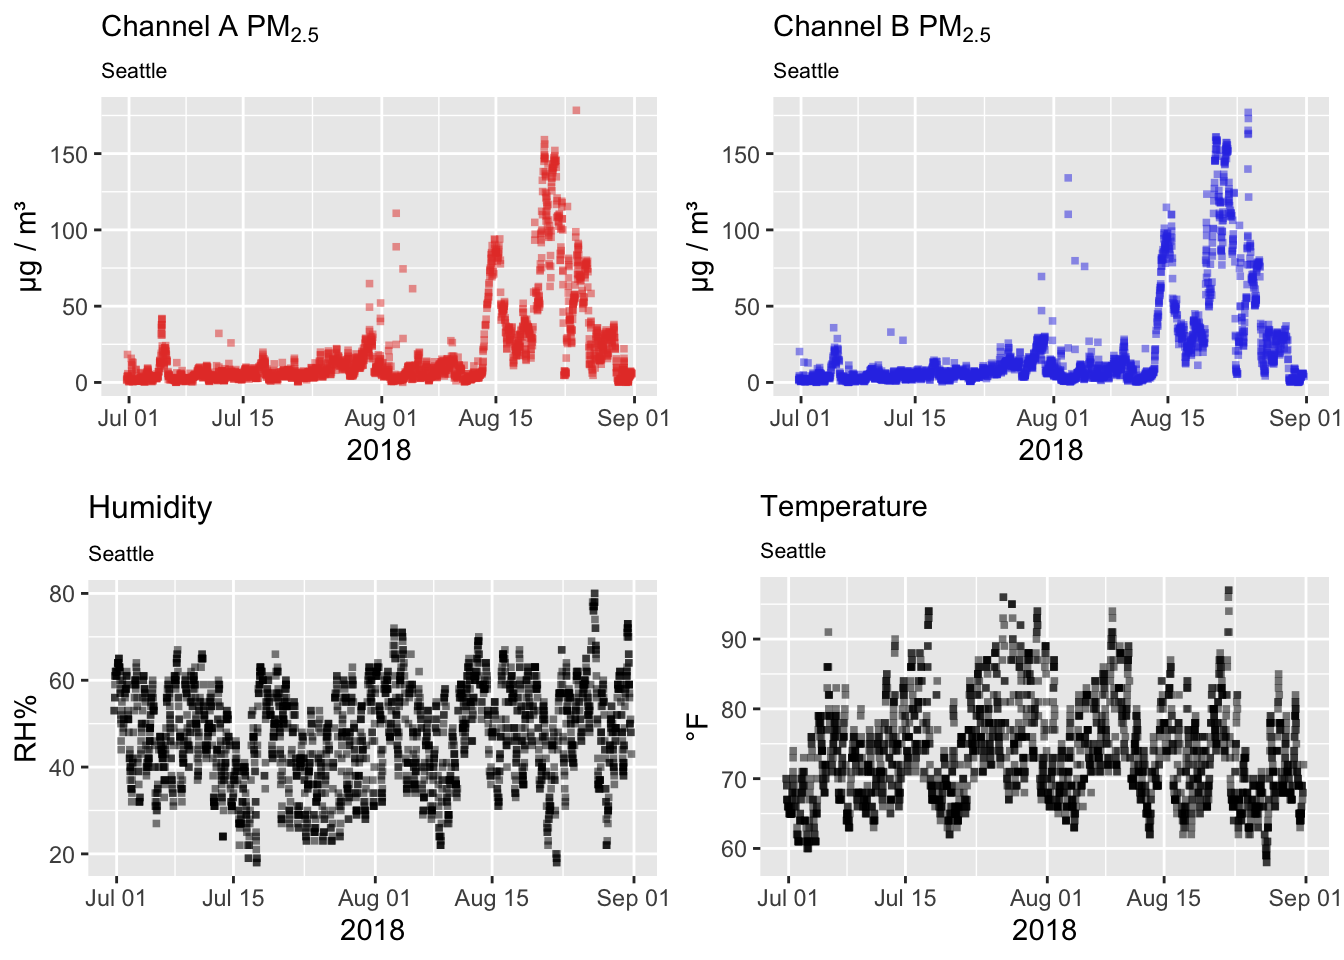 Channel A PM2.5
Seattle
µg / m³
150
100
50
0
Jul 01 Jul 15 Aug 01 Aug 15 Sep 01
2018
Channel B PM2.5
Seattle
µg / m³
150
100
50
0
Jul 01 Jul 15 Aug 01 Aug 15 Sep 01
2018
Humidity
Seattle
RH%
80
60
40
20
Jul 01 Jul 15 Aug 01 Aug 15 Sep 01
2018
Temperature
Seattle
°F
90
80
70
60
Jul 01 Jul 15 Aug 01 Aug 15 Sep 01
2018